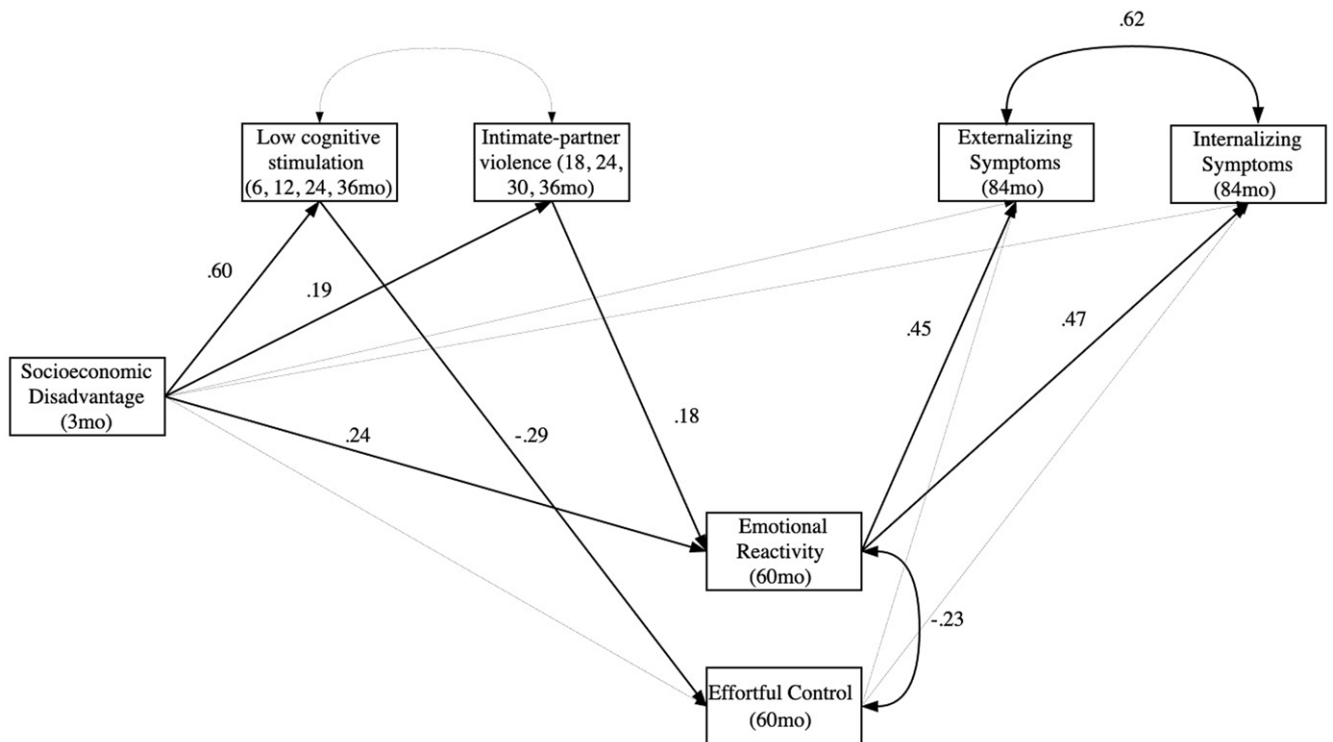 .62
Low cognitive
stimulation
(6, 12, 24, 36mo)
Intimate-partner
violence (18, 24,
30, 36mo)
Externalizing
Symptoms
(84mo)
Internalizing
Symptoms
(84mo)
.60
.19
.45
.47
Socioeconomic
Disadvantage
(3mo)
.24
-.29
.18
Emotional
Reactivity
(60mo)
-.23
Effortful Control
(60mo)